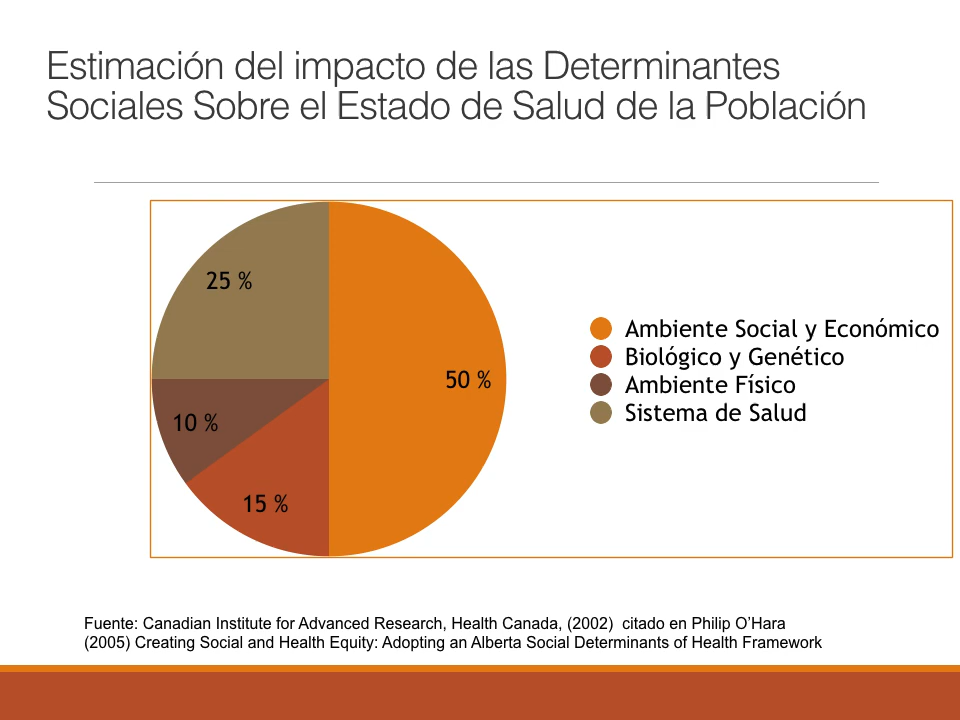 Estimación del impacto de las Determinantes
Sociales Sobre el Estado de Salud de la Población
25 %
50 %
10 %
15 %
Ambiente Social y Económico
Biológico y Genético
Ambiente Físico
Sistema de Salud
Fuente: Canadian Institute for Advanced Research, Health Canada, (2002) citado en Philip O’Hara
(2005) Creating Social and Health Equity: Adopting an Alberta Social Determinants of Health Framework